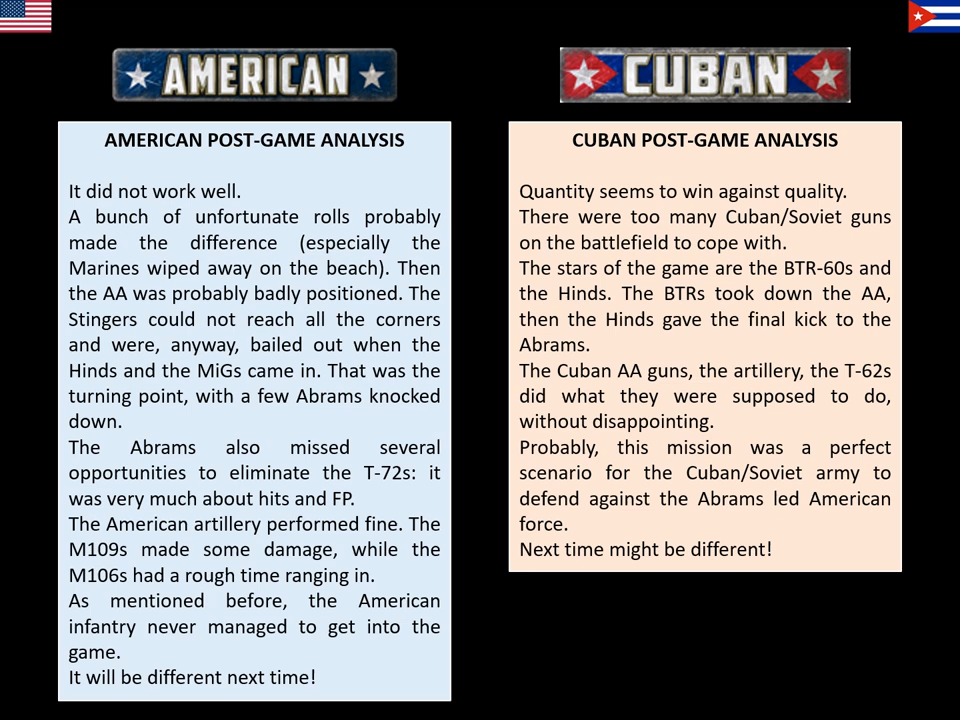 AMERICAN
CUBAN
AMERICAN POST-GAME ANALYSIS
It did not work well.
A bunch of unfortunate rolls probably
made the difference (especially the
Marines wiped away on the beach). Then
the AA was probably badly positioned. The
Stingers could not reach all the corners
and were, anyway, bailed out when the
Hinds and the MiGs came in. That was the
turning point, with a few Abrams knocked
down.
The Abrams also missed several
opportunities to eliminate the T-72s: it
was very much about hits and FP.
The American artillery performed fine. The
M109s made some damage, while the
M106s had a rough time ranging in.
As mentioned before, the American
infantry never managed to get into the
game.
It will be different next time!
CUBAN POST-GAME ANALYSIS
Quantity seems to win against quality.
There were too many Cuban/Soviet guns
on the battlefield to cope with.
The stars of the game are the BTR-60s and
the Hinds. The BTRs took down the AA,
then the Hinds gave the final kick to the
Abrams.
The Cuban AA guns, the artillery, the T-62s
did what they were supposed to do,
without disappointing.
Probably, this mission was a perfect
scenario for the Cuban/Soviet army to
defend against the Abrams led American
force.
Next time might be different!